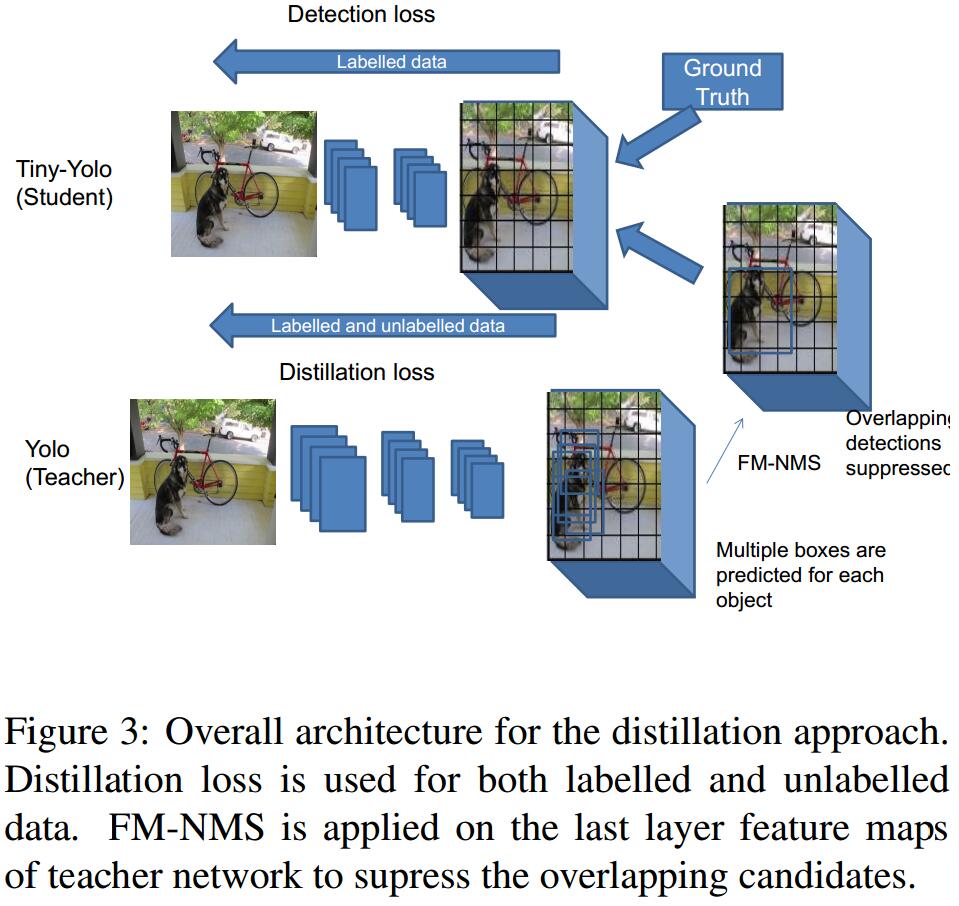 Detection loss
Labelled data
Ground
Truth
Tiny-Yolo
(Student)
Labelled and unlabelled data
Distillation loss
Yolo
(Teacher)
FM-NMS
Overlapping
detections
suppressed
Multiple boxes are
predicted for each
object
Figure 3: Overall architecture for the distillation approach.
Distillation loss is used for both labelled and unlabelled
data. FM-NMS is applied on the last layer feature maps
of teacher network to supress the overlapping candidates.